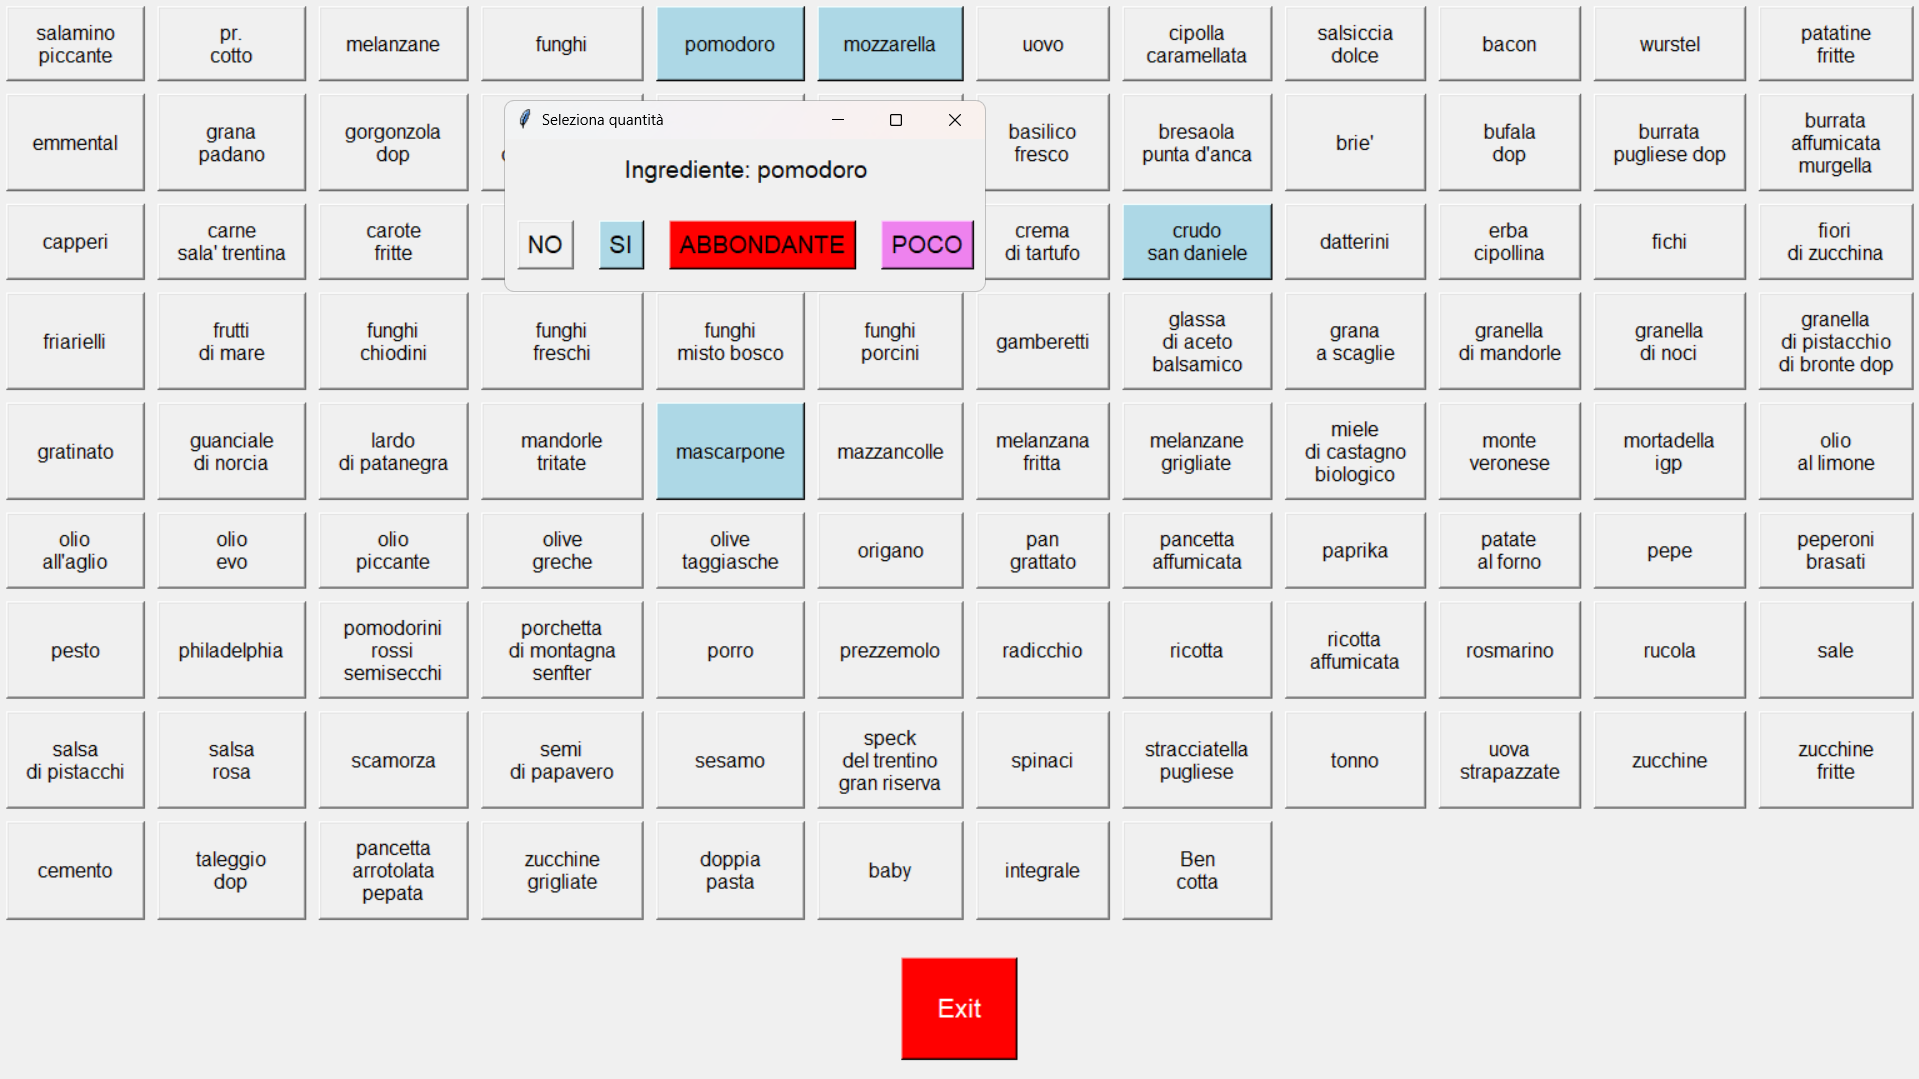 salamino
piccante
pr.
cotto
melanzane
funghi
pomodoro
mozzarella
uovo
cipolla
caramellata
salsiccia
dolce
bacon
wurstel
patatine
fritte
emmental
grana
padano
gorgonzola
dop
Seleziona quantità
Ingrediente: pomodoro
NO
SI
ABBONDANTE
POCO
basilico
fresco
bresaola
punta d'anca
brie'
bufala
dop
burrata
pugliese dop
burrata
affumicata
murgella
capperi
carne
sala' trentina
carote
fritte
crema
di tartufo
crudo
san daniele
datterini
erba
cipollina
fichi
fiori
di zucchina
friarielli
frutti
di mare
funghi
chiodini
funghi
freschi
funghi
misto bosco
funghi
porcini
gamberetti
glassa
di aceto
balsamico
grana
a scaglie
granella
di mandorle
granella
di noci
granella
di pistacchio
di bronte dop
gratinato
guanciale
di norcia
lardo
di patanegra
mandorle
tritate
mascarpone
mazzancolle
melanzana
fritta
melanzane
grigliate
miele
di castagno
biologico
monte
veronese
mortadella
igp
olio
al limone
olio
all'aglio
olio
evo
olio
piccante
olive
greche
olive
taggiasche
origano
pan
grattato
pancetta
affumicata
paprika
patate
al forno
pepe
peperoni
brasati
pesto
philadelphia
pomodorini
rossi
semisecchi
porchetta
di montagna
senfter
porro
prezzemolo
radicchio
ricotta
ricotta
affumicata
rosmarino
rucola
sale
salsa
di pistacchi
salsa
rosa
scamorza
semi
di papavero
sesamo
speck
del trentino
gran riserva
spinaci
stracciatella
pugliese
tonno
uova
strapazzate
zucchine
zucchine
fritte
cemento
taleggio
dop
pancetta
arrotolata
pepata
zucchine
grigliate
doppia
pasta
baby
integrale
Ben
cotta
Exit